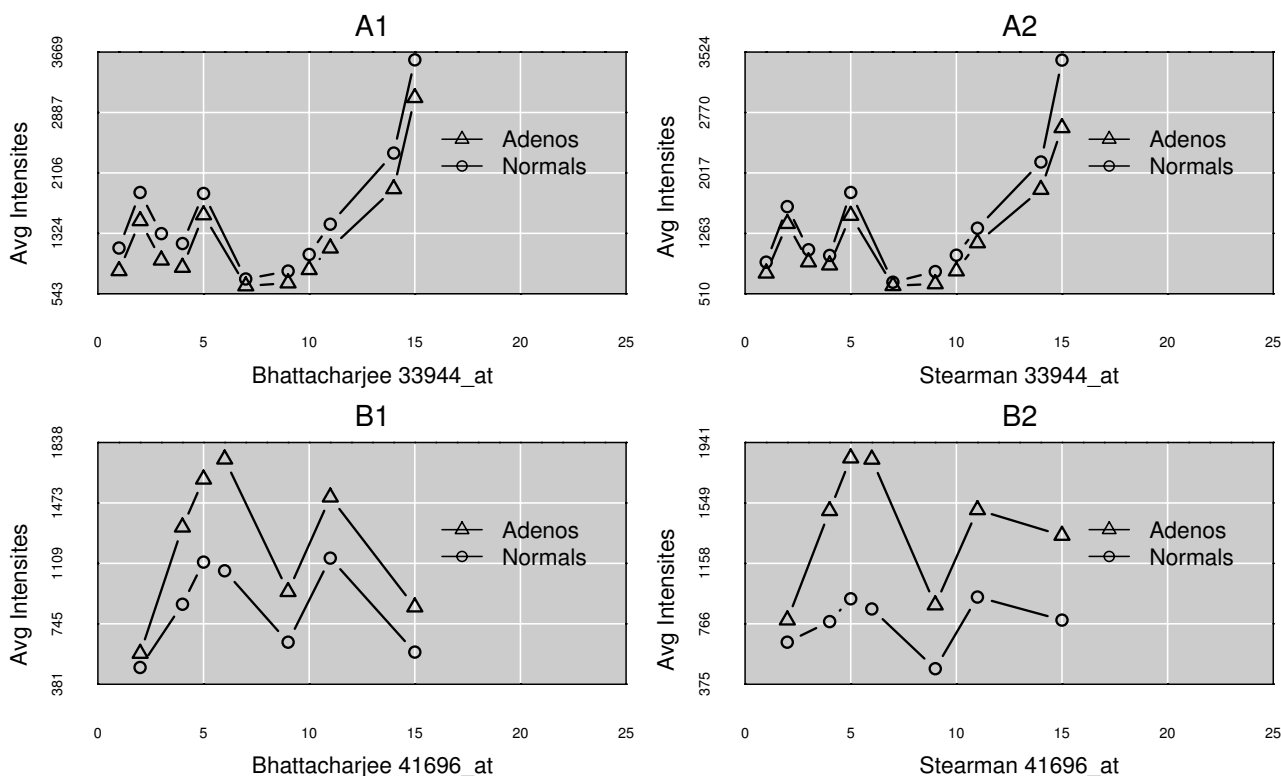 A1
3669
2887
2106
1324
543
Avg Intensites
Adenos
Normals
0 5 10 15 20 25
Bhattacharjee 33944_at
A2
3524
2770
2017
1263
510
Avg Intensites
Adenos
Normals
0 5 10 15 20 25
Stearman 33944_at
B1
1838
1473
1109
745
381
Avg Intensites
Adenos
Normals
0 5 10 15 20 25
Bhattacharjee 41696_at
B2
1941
1549
1158
766
375
Avg Intensites
Adenos
Normals
0 5 10 15 20 25
Stearman 41696_at